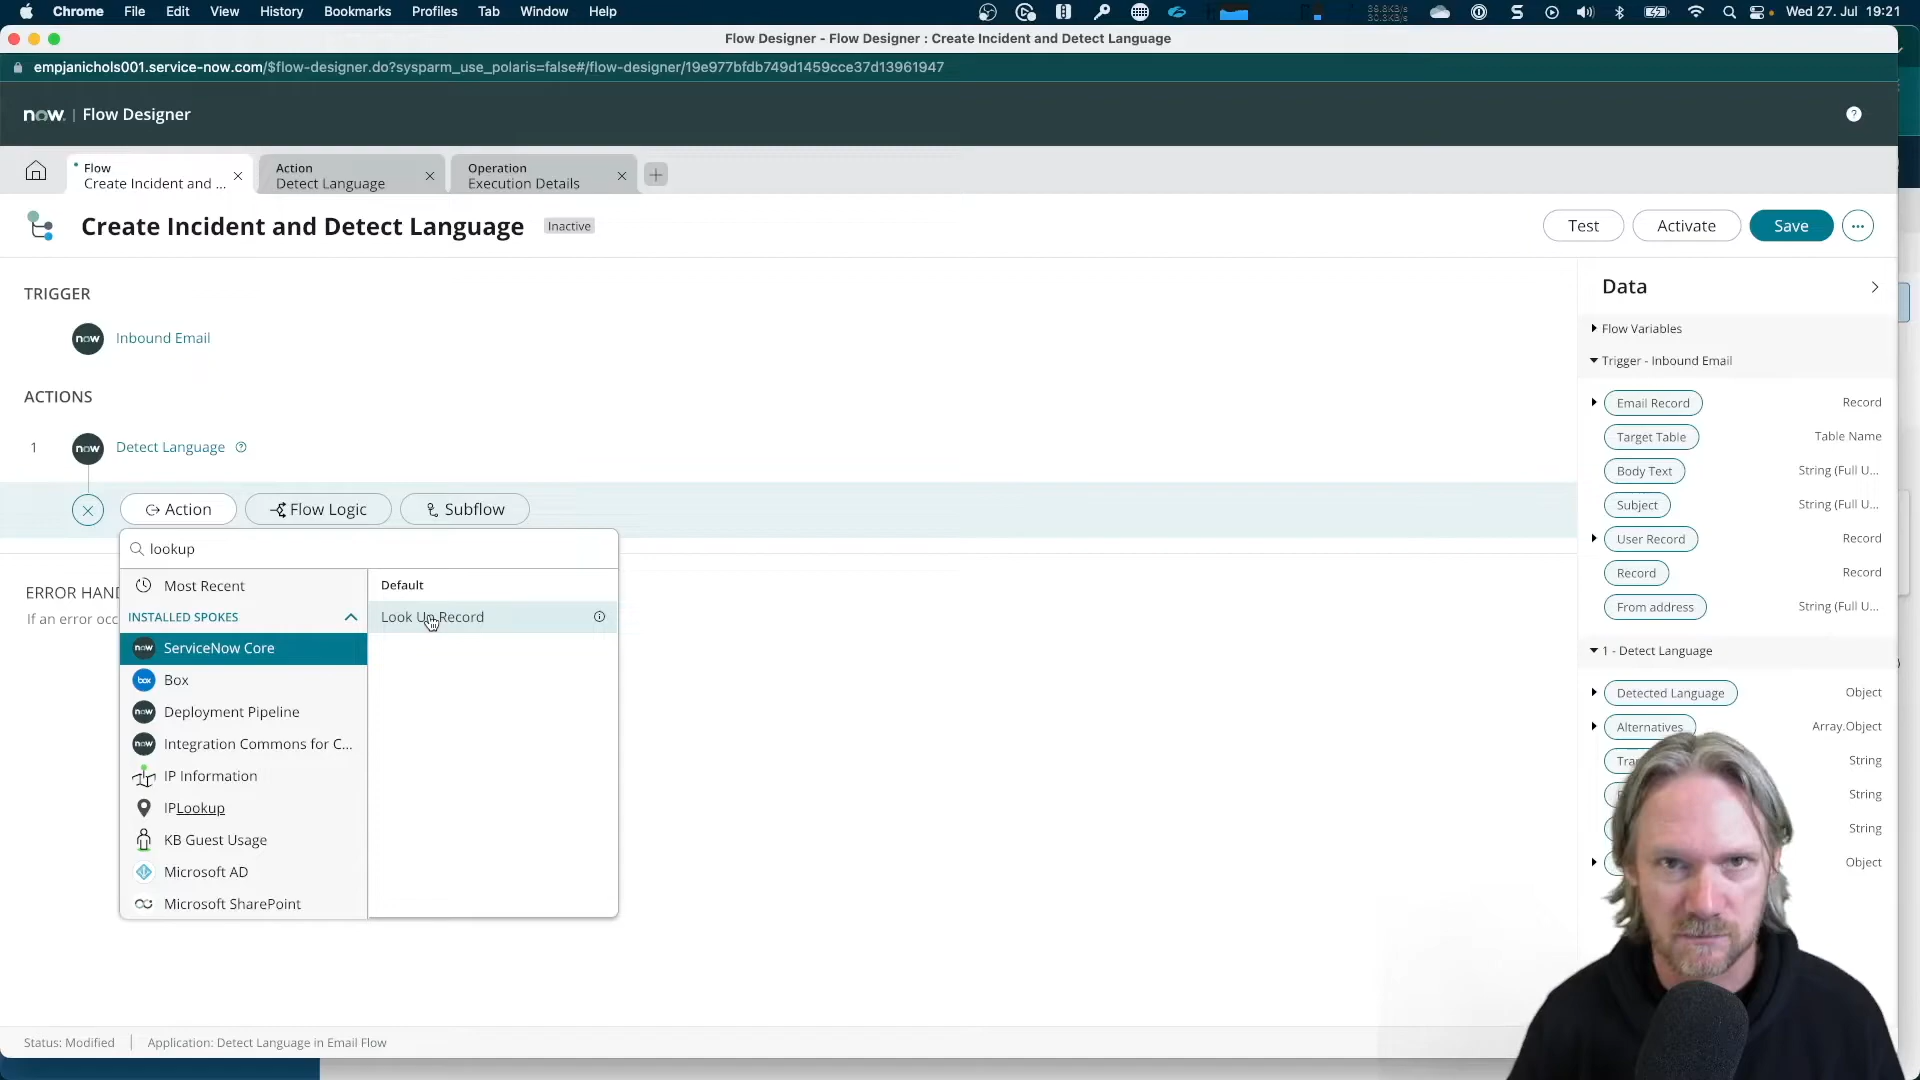 Chrome File Edit View History Bookmarks Profiles Tab Window Help
Wed 27. Jul 19:21
Flow Designer - Flow Designer : Create Incident and Detect Language
empjanichols001.service-now.com/$flow-designer.do?sysparm_use_polaris=false#/flow-designer/19e977bfdb749d1459cce37d13961947
now. | Flow Designer
Flow
Create Incident and ...
Action
Detect Language
Operation
Execution Details
Create Incident and Detect Language
Inactive
Test
Activate
Save
TRIGGER
now
Inbound Email
ACTIONS
1
now
Detect Language
Action
Flow Logic
Subflow
lookup
Most Recent
INSTALLED SPOKES
now ServiceNow Core
box Box
now Deployment Pipeline
now Integration Commons for C...
IP Information
IPLookup
KB Guest Usage
Microsoft AD
Microsoft SharePoint
Default
Look Up Record
ERROR HAND
If an error occ
Data
Flow Variables
Trigger - Inbound Email
Email Record Record
Target Table Table Name
Body Text String (Full U...
Subject String (Full U...
User Record Record
Record Record
From address String (Full U...
1 - Detect Language
Detected Language Object
Alternatives Array.Object
Tra String
String
String
Object
Status: Modified | Application: Detect Language in Email Flow